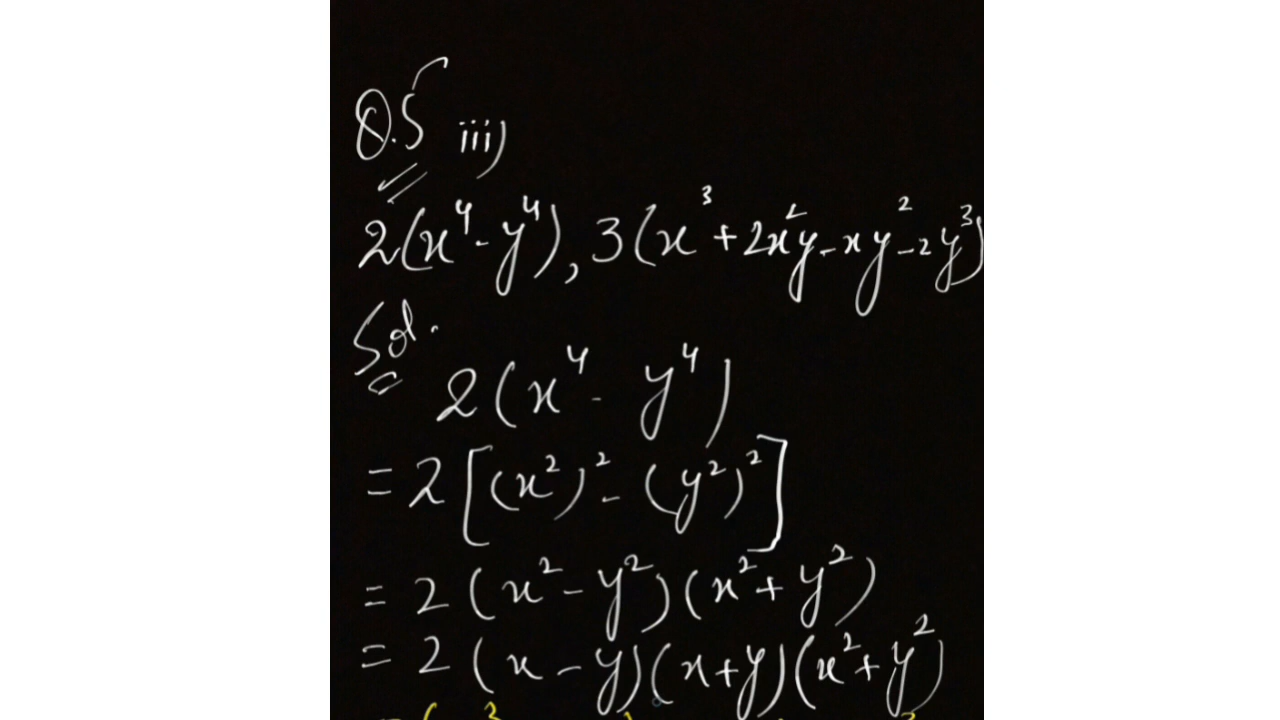 Q.5 iii)
2(x⁴-y⁴), 3(x³+2x²y-xy²-2y³)
Sol.
2(x⁴-y⁴)
=2[(x²)²-(y²)²]
=2(x²-y²)(x²+y²)
=2(x-y)(x+y)(x²+y²)